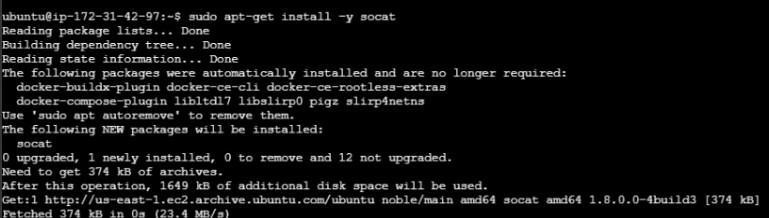 ubuntu@ip-172-31-42-97:~$ sudo apt-get install -y socat
Reading package lists... Done
Building dependency tree... Done
Reading state information... Done
The following packages were automatically installed and are no longer required:
  docker-buildx-plugin docker-ce-cli docker-ce-rootless-extras
  docker-compose-plugin libltdl7 libslirp0 pigz slirp4netns
Use 'sudo apt autoremove' to remove them.
The following NEW packages will be installed:
  socat
0 upgraded, 1 newly installed, 0 to remove and 12 not upgraded.
Need to get 374 kB of archives.
After this operation, 1649 kB of additional disk space will be used.
Get:1 http://us-east-1.ec2.archive.ubuntu.com/ubuntu noble/main amd64 socat amd64 1.8.0.0-4build3 [374 kB]
Fetched 374 kB in 0s (23.4 MB/s)